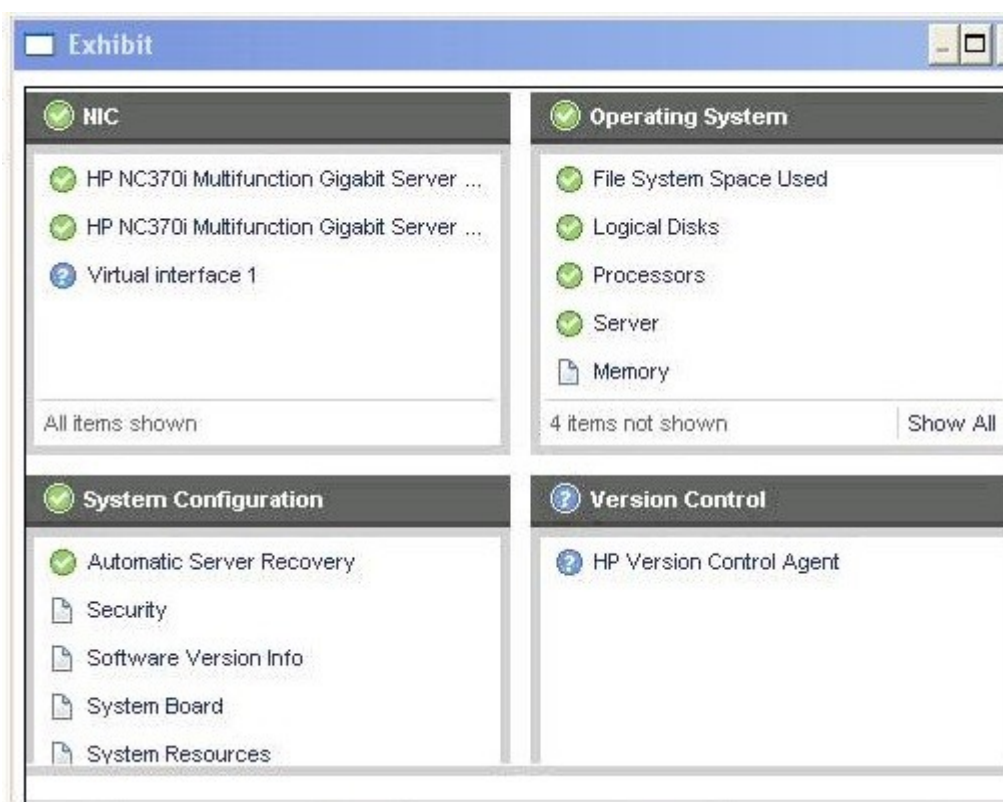 Exhibit
NIC
HP NC370i Multifunction Gigabit Server ...
HP NC370i Multifunction Gigabit Server ...
Virtual interface 1
All items shown
Operating System
File System Space Used
Logical Disks
Processors
Server
Memory
4 items not shown
Show All
System Configuration
Automatic Server Recovery
Security
Software Version Info
System Board
System Resources
Version Control
HP Version Control Agent